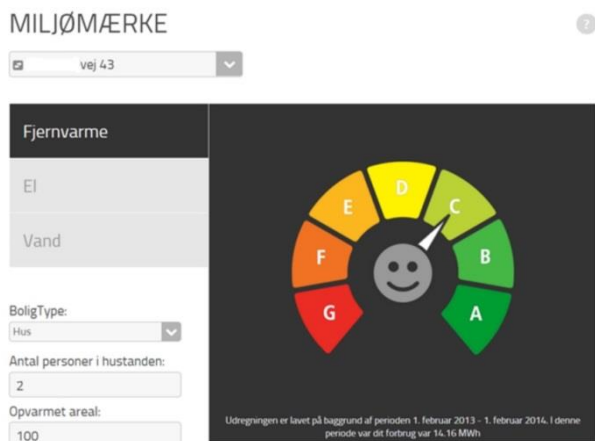 MILJØMÆRKE
?
vej 43
Fjernvarme
El
Vand
BoligType:
Hus
Antal personer i hustanden:
2
Opvarmet areal:
100
G
F
E
D
C
B
A
Udregningen er lavet på baggrund af perioden 1. februar 2013 - 1. februar 2014. I denne
periode var dit forbrug var 14.16 MWh